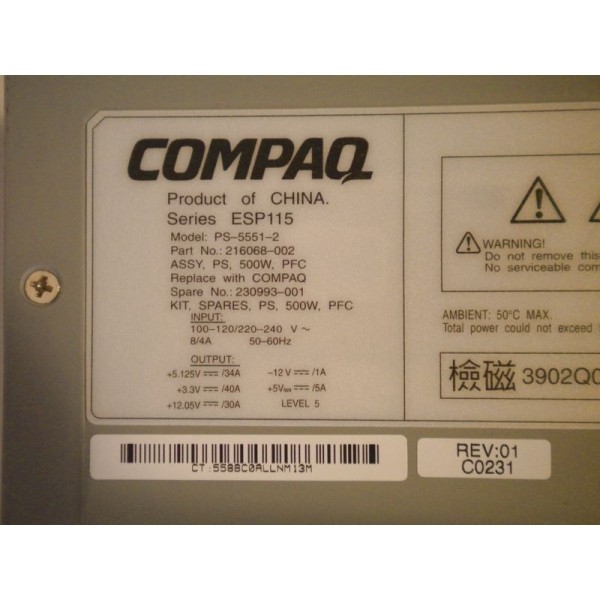 COMPAQ
Product of CHINA.
Series ESP115
Model: PS-5551-2
Part No.: 216068-002
ASSY, PS, 500W, PFC
Replace with COMPAQ
Spare No.: 230993-001
KIT, SPARES, PS, 500W, PFC
INPUT:
100-120/220-240 V ~
8/4A 50-60Hz
OUTPUT:
+5.125V ⎓ /34A -12 V ⎓ /1A
+3.3V ⎓ /40A +5V ⎓ /5A
+12.05V ⎓ /30A LEVEL 5
WARNING!
Do not remove this
No serviceable com
AMBIENT: 50°C MAX.
Total power could not exceed
檢磁 3902Q0
CT:5588C0ALLNM13M
REV:01
C0231